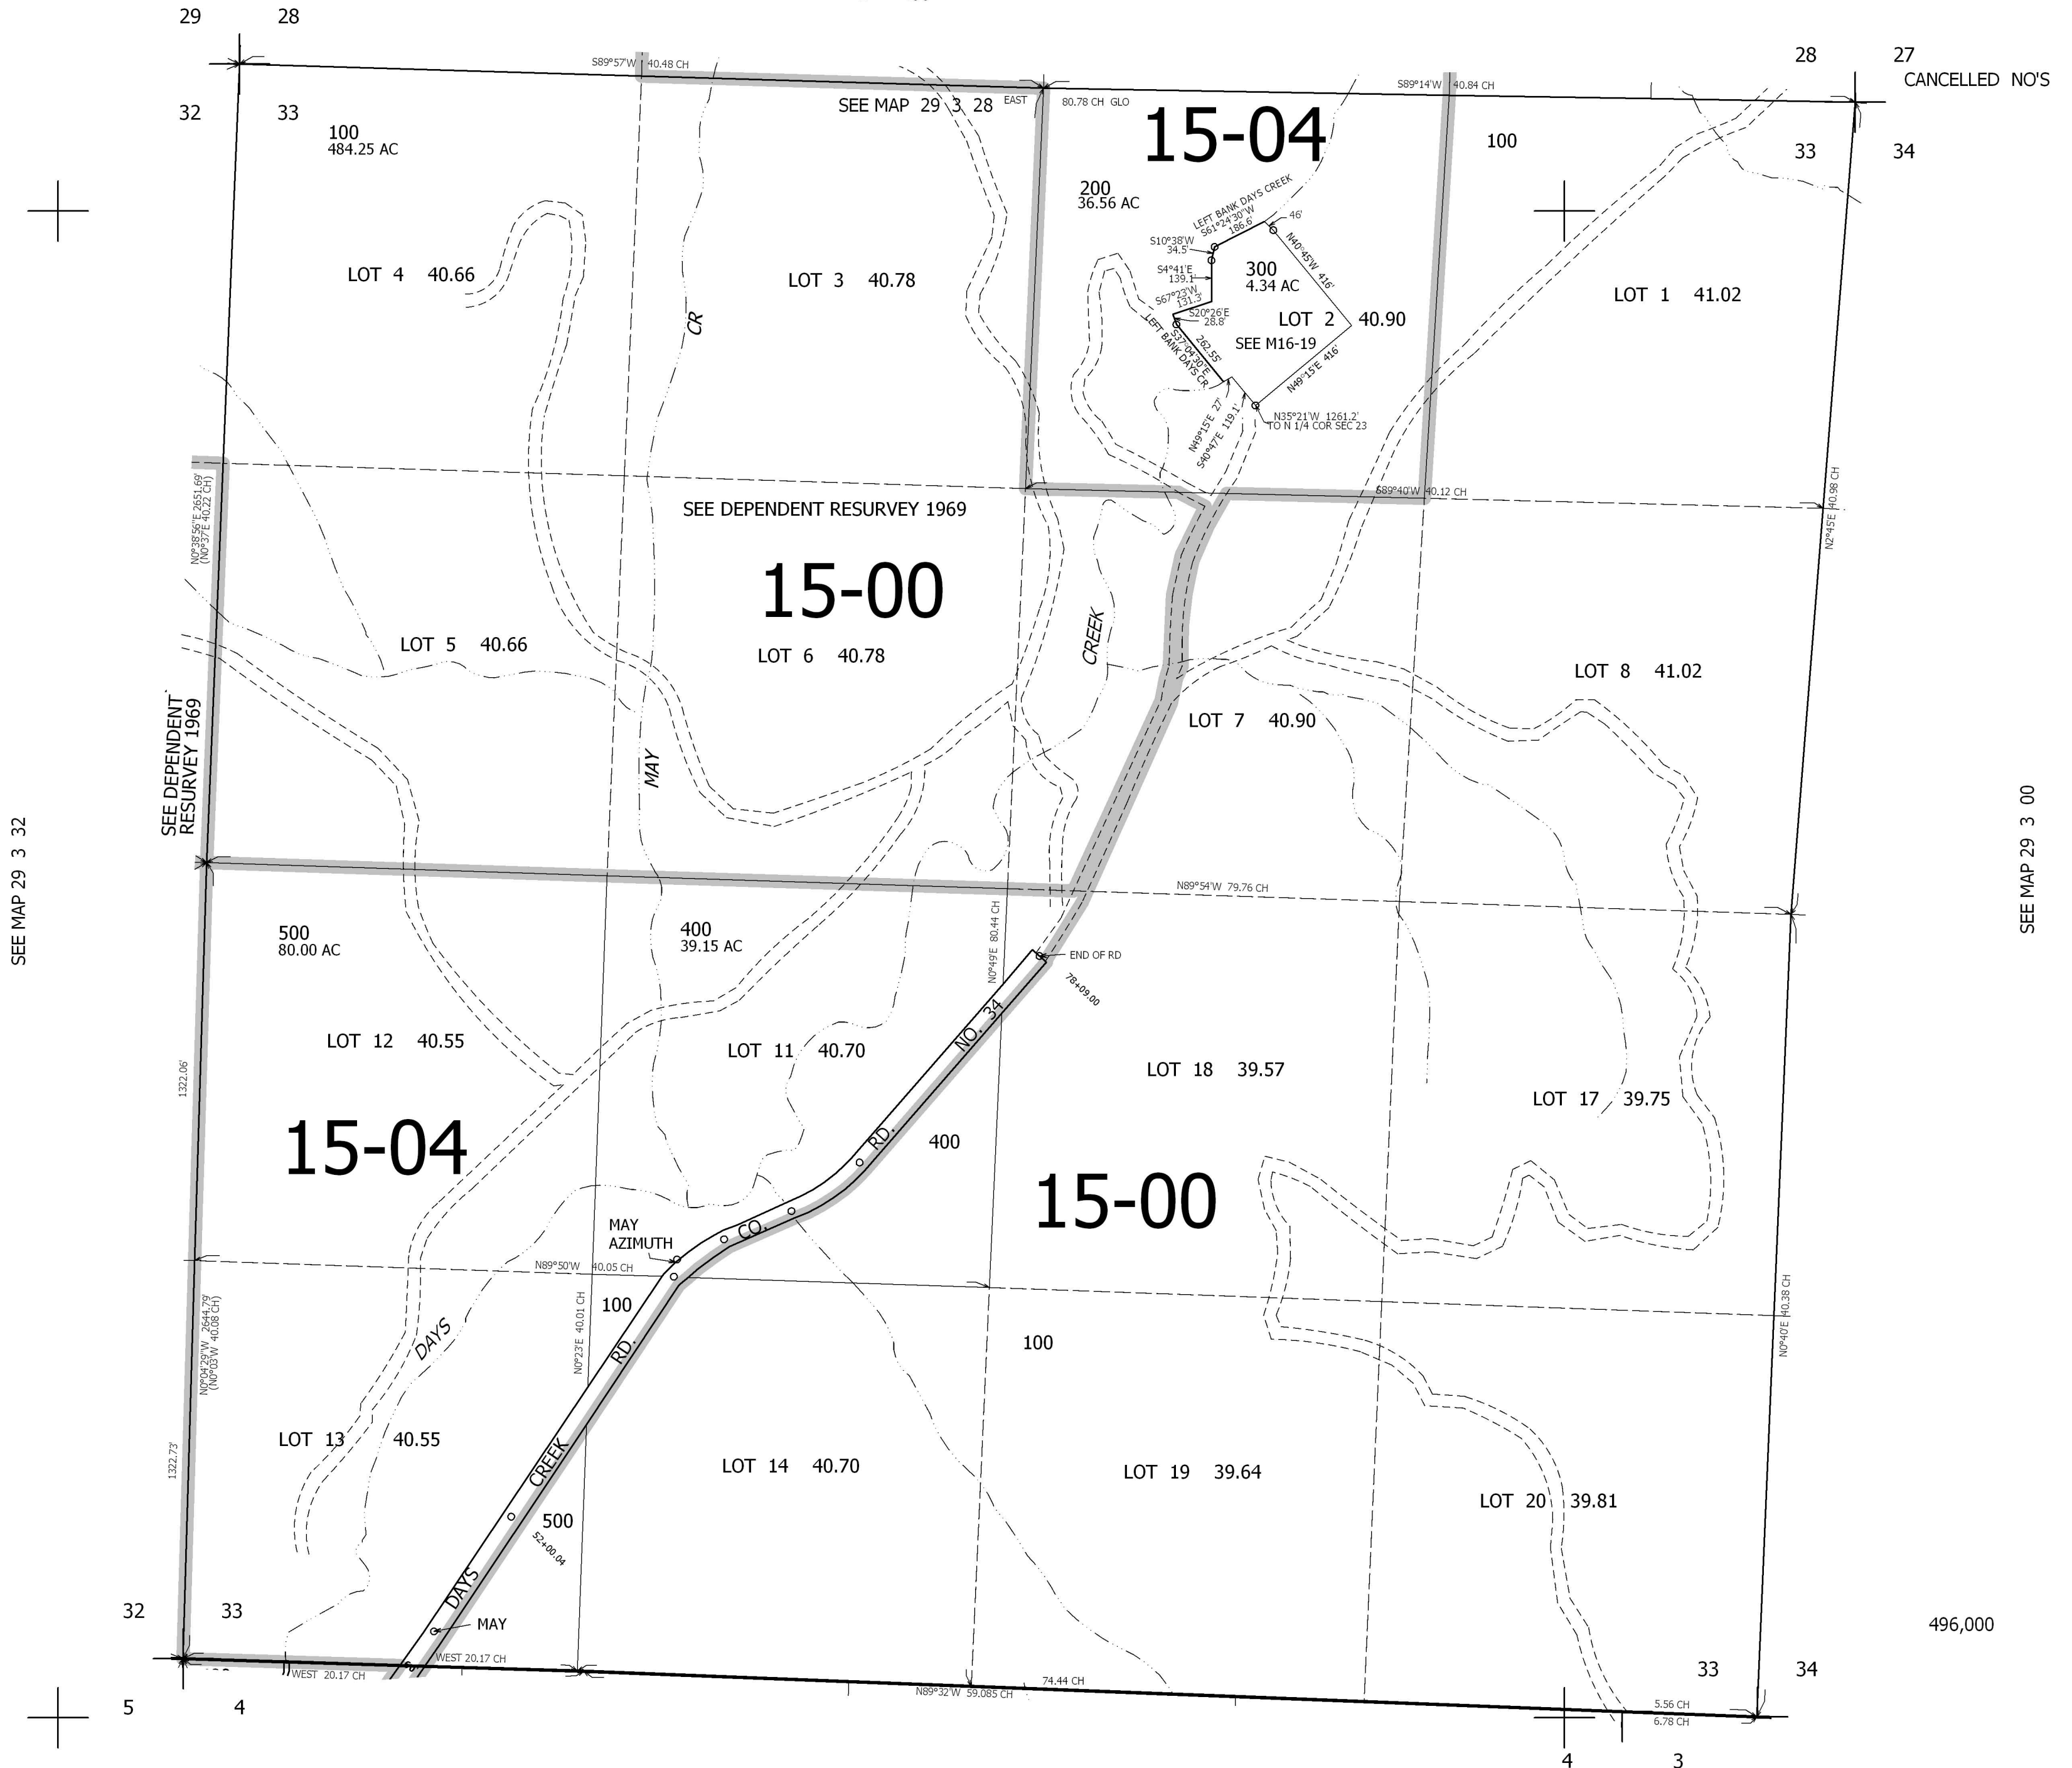 29 28
28 27
CANCELLED NO'S
S89°57'W 40.48 CH
SEE MAP 29 3 28
EAST 80.78 CH GLO
S89°14'W 40.84 CH
32 33
33 34
100
484.25 AC
15-04
100
200
36.56 AC
LEFT BANK DAYS CREEK
S61°24'30"W
186.6'
46'
S10°38'W
34.5'
S4°41'E
139.1'
S67°23'W
131.3'
S20°26'E
28.8'
S37°04'30"E
262.55'
LEFT BANK DAYS CR
N40°45'W 416'
300
4.34 AC
LOT 2 40.90
SEE M16-19
N49°15'E 416'
N49°15'E 27'
S40°47'E 119.1'
N35°21'W 1261.2'
TO N 1/4 COR SEC 23
LOT 4 40.66
LOT 3 40.78
LOT 1 41.02
CR
N0°38'56"E 2651.69'
(N0°37'E 40.22 CH)
SEE DEPENDENT RESURVEY 1969
S89°40'W 40.12 CH
N2°45'E 40.98 CH
15-00
LOT 5 40.66
LOT 6 40.78
CREEK
LOT 7 40.90
LOT 8 41.02
SEE DEPENDENT
RESURVEY 1969
MAY
SEE MAP 29 3 32
SEE MAP 29 3 00
N89°54'W 79.76 CH
500
80.00 AC
400
39.15 AC
N0°49'E 80.44 CH
END OF RD
78+09.00
NO. 34
LOT 12 40.55
LOT 11 40.70
LOT 18 39.57
LOT 17 39.75
1322.06'
15-04
RD.
400
15-00
MAY
AZIMUTH
CO.
N89°50'W 40.05 CH
N0°04'29"W 2644.79'
(N0°03'W 40.08 CH)
DAYS
N0°23'E 40.01 CH
100
RD.
100
N0°40'E 40.38 CH
1322.73'
LOT 13 40.55
CREEK
LOT 14 40.70
LOT 19 39.64
LOT 20 39.81
500
52+00.04
DAYS
MAY
32 33
496,000
WEST 20.17 CH
WEST 20.17 CH
60
33 34
74.44 CH
N89°32'W 59.085 CH
5.56 CH
6.78 CH
5 4
4 3